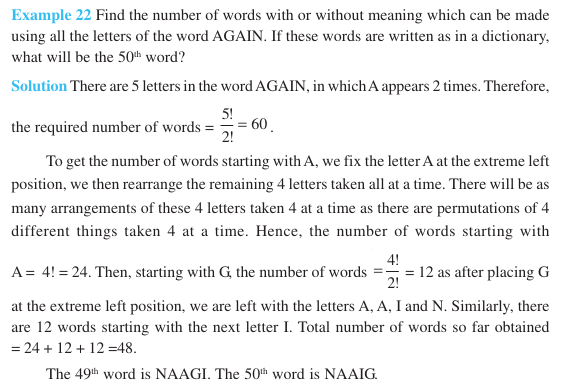 Example 22 Find the number of words with or without meaning which can be made
using all the letters of the word AGAIN. If these words are written as in a dictionary,
what will be the 50th word?
Solution There are 5 letters in the word AGAIN, in which A appears 2 times. Therefore,
the required number of words = 5!/2! = 60 .
To get the number of words starting with A, we fix the letter A at the extreme left
position, we then rearrange the remaining 4 letters taken all at a time. There will be as
many arrangements of these 4 letters taken 4 at a time as there are permutations of 4
different things taken 4 at a time. Hence, the number of words starting with
A = 4! = 24. Then, starting with G, the number of words = 4!/2! = 12 as after placing G
at the extreme left position, we are left with the letters A, A, I and N. Similarly, there
are 12 words starting with the next letter I. Total number of words so far obtained
= 24 + 12 + 12 =48.
The 49th word is NAAGI. The 50th word is NAAIG.